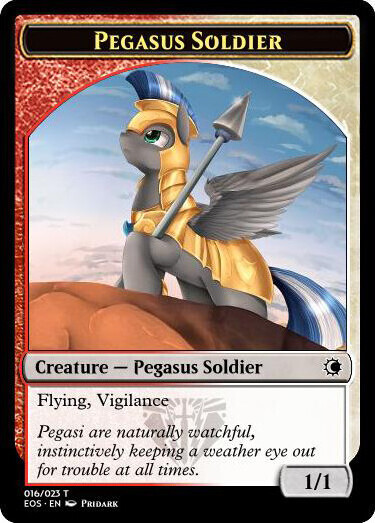 PEGASUS SOLDIER
Creature — Pegasus Soldier
Flying, Vigilance
Pegasi are naturally watchful,
instinctively keeping a weather eye out
for trouble at all times.
1/1
016/023 T
EOS · EN PRIDARK